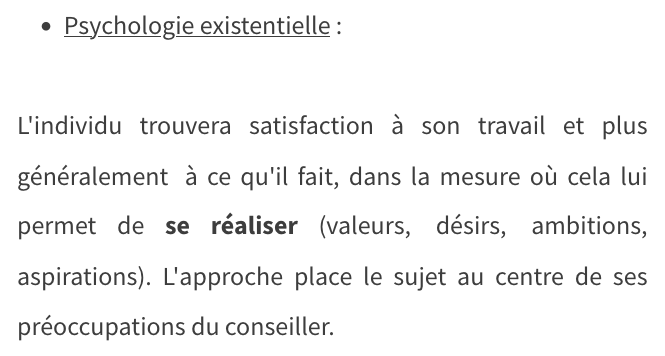 • Psychologie existentielle :
L'individu trouvera satisfaction à son travail et plus
généralement à ce qu'il fait, dans la mesure où cela lui
permet de se réaliser (valeurs, désirs, ambitions,
aspirations). L'approche place le sujet au centre de ses
préoccupations du conseiller.